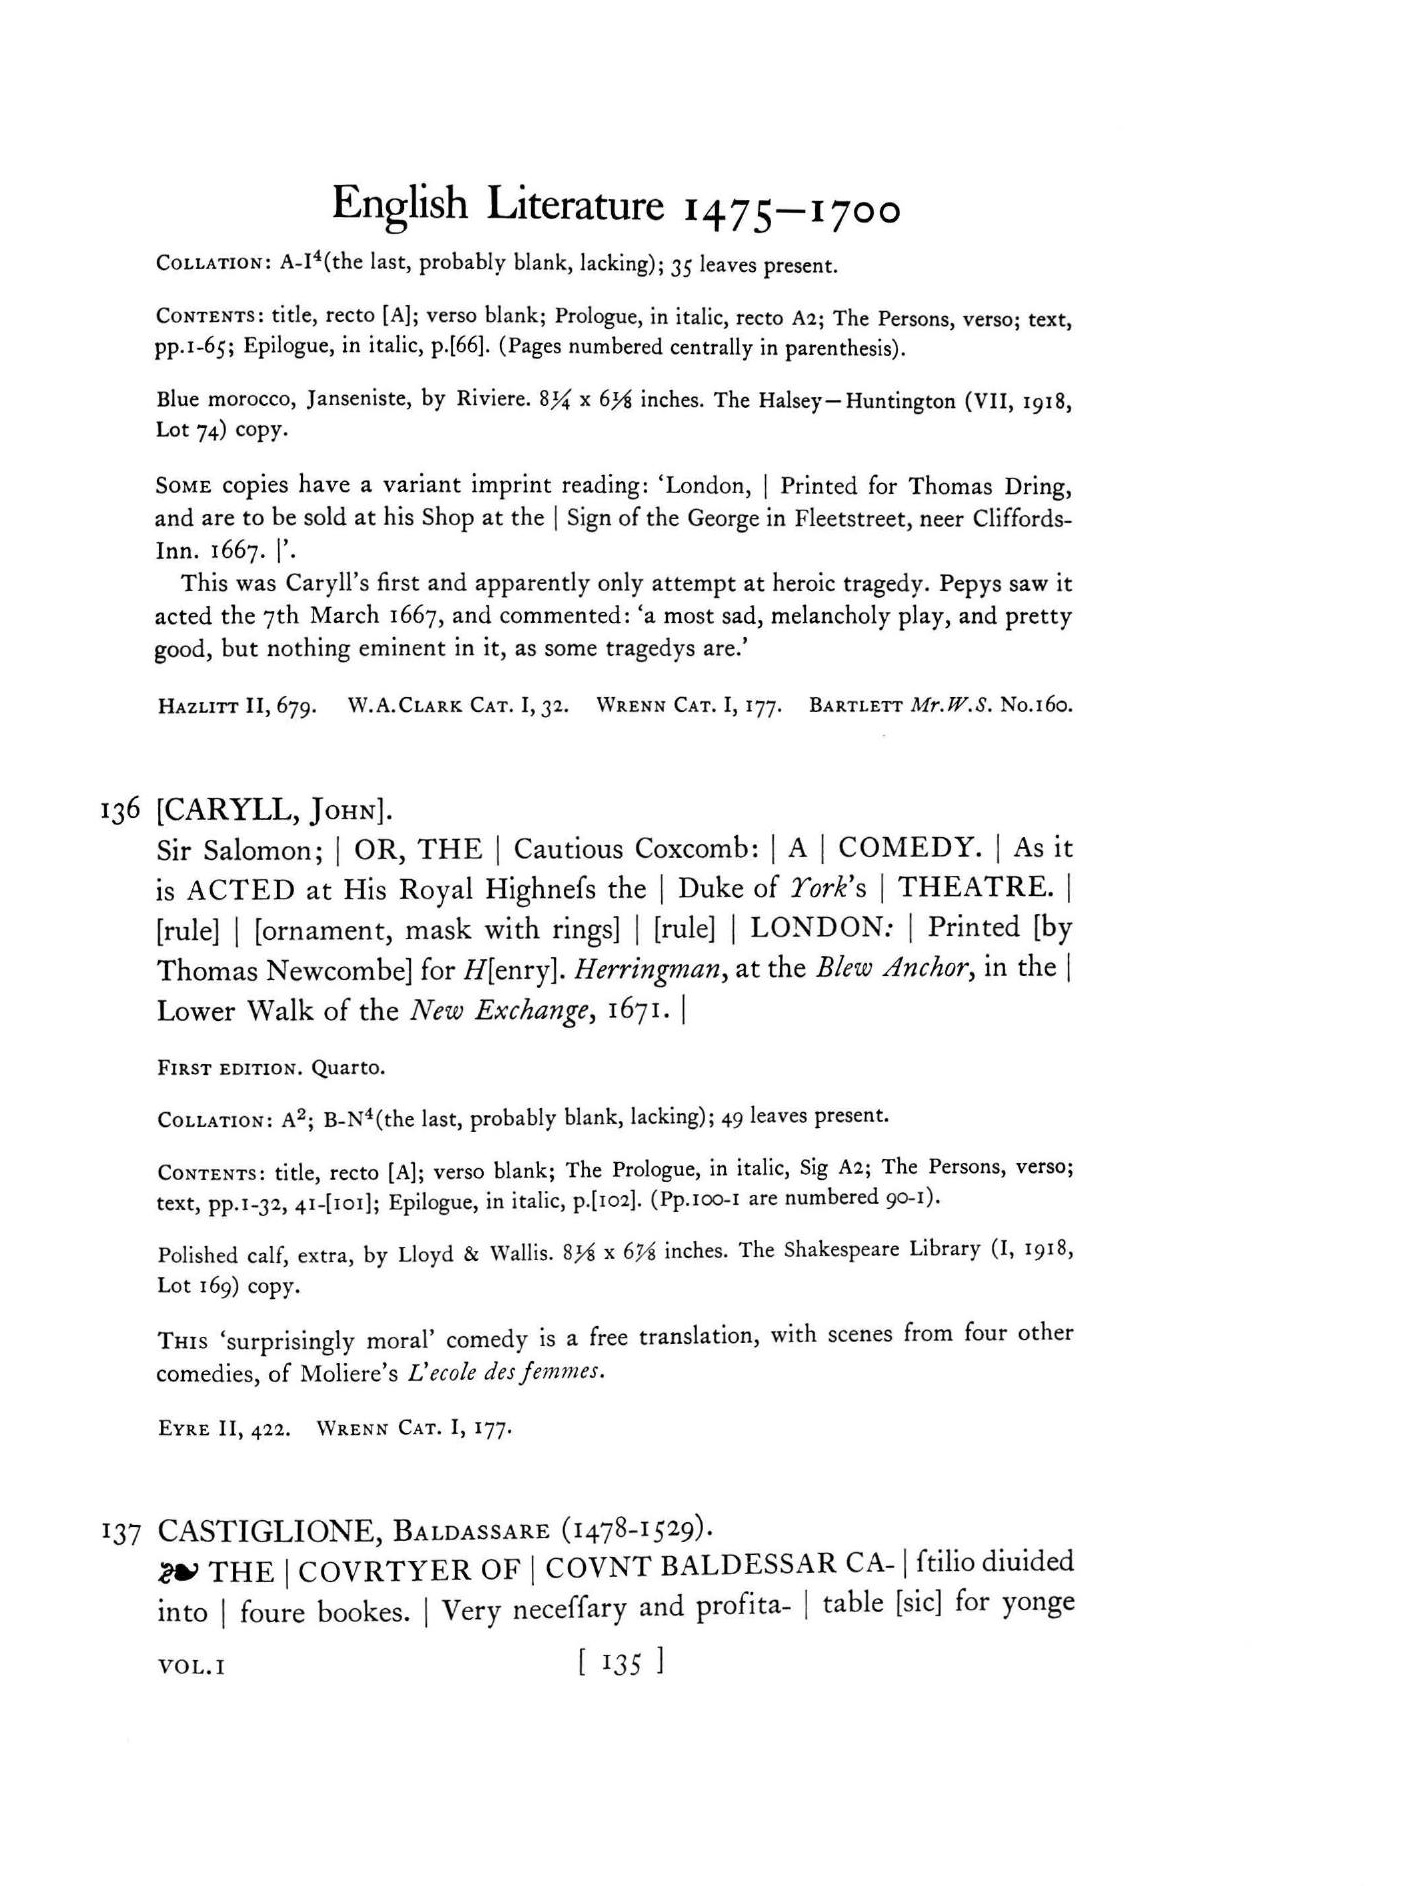 English Literature 1475–1700
COLLATION: A-I⁴(the last, probably blank, lacking); 35 leaves present.
CONTENTS: title, recto [A]; verso blank; Prologue, in italic, recto A2; The Persons, verso; text,
pp.1-65; Epilogue, in italic, p.[66]. (Pages numbered centrally in parenthesis).
Blue morocco, Janseniste, by Riviere. 8¼ x 6⅛ inches. The Halsey—Huntington (VII, 1918,
Lot 74) copy.
SOME copies have a variant imprint reading: ‘London, | Printed for Thomas Dring,
and are to be sold at his Shop at the | Sign of the George in Fleetstreet, neer Cliffords-
Inn. 1667. |’.
This was Caryll’s first and apparently only attempt at heroic tragedy. Pepys saw it
acted the 7th March 1667, and commented: ‘a most sad, melancholy play, and pretty
good, but nothing eminent in it, as some tragedys are.’
HAZLITT II, 679. W.A.CLARK CAT. I, 32. WRENN CAT. I, 177. BARTLETT Mr.W.S. No.160.
136 [CARYLL, JOHN].
Sir Salomon; | OR, THE | Cautious Coxcomb: | A | COMEDY. | As it
is ACTED at His Royal Highneſs the | Duke of York’s | THEATRE. |
[rule] | [ornament, mask with rings] | [rule] | LONDON: | Printed [by
Thomas Newcombe] for H[enry]. Herringman, at the Blew Anchor, in the |
Lower Walk of the New Exchange, 1671. |
FIRST EDITION. Quarto.
COLLATION: A²; B-N⁴(the last, probably blank, lacking); 49 leaves present.
CONTENTS: title, recto [A]; verso blank; The Prologue, in italic, Sig A2; The Persons, verso;
text, pp.1-32, 41-[101]; Epilogue, in italic, p.[102]. (Pp.100-1 are numbered 90-1).
Polished calf, extra, by Lloyd & Wallis. 8⅛ x 6⅞ inches. The Shakespeare Library (I, 1918,
Lot 169) copy.
THIS ‘surprisingly moral’ comedy is a free translation, with scenes from four other
comedies, of Moliere’s L’ecole des femmes.
EYRE II, 422. WRENN CAT. I, 177.
137 CASTIGLIONE, BALDASSARE (1478-1529).
❧ THE | COVRTYER OF | COVNT BALDESSAR CA- | ſtilio diuided
into | foure bookes. | Very neceſſary and profita- | table [sic] for yonge
VOL.I [ 135 ]